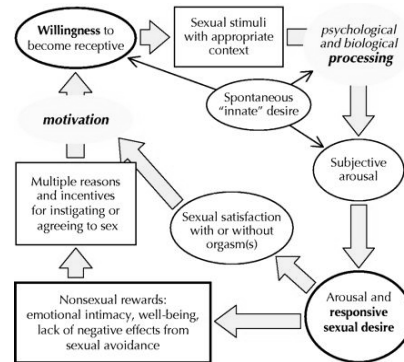 Willingness to
become receptive
Sexual stimuli
with appropriate
context
psychological
and biological
processing
Spontaneous
“innate” desire
motivation
Subjective
arousal
Multiple reasons
and incentives
for instigating or
agreeing to sex
Sexual satisfaction
with or without
orgasm(s)
Nonsexual rewards:
emotional intimacy, well-being,
lack of negative effects from
sexual avoidance
Arousal and
responsive
sexual desire